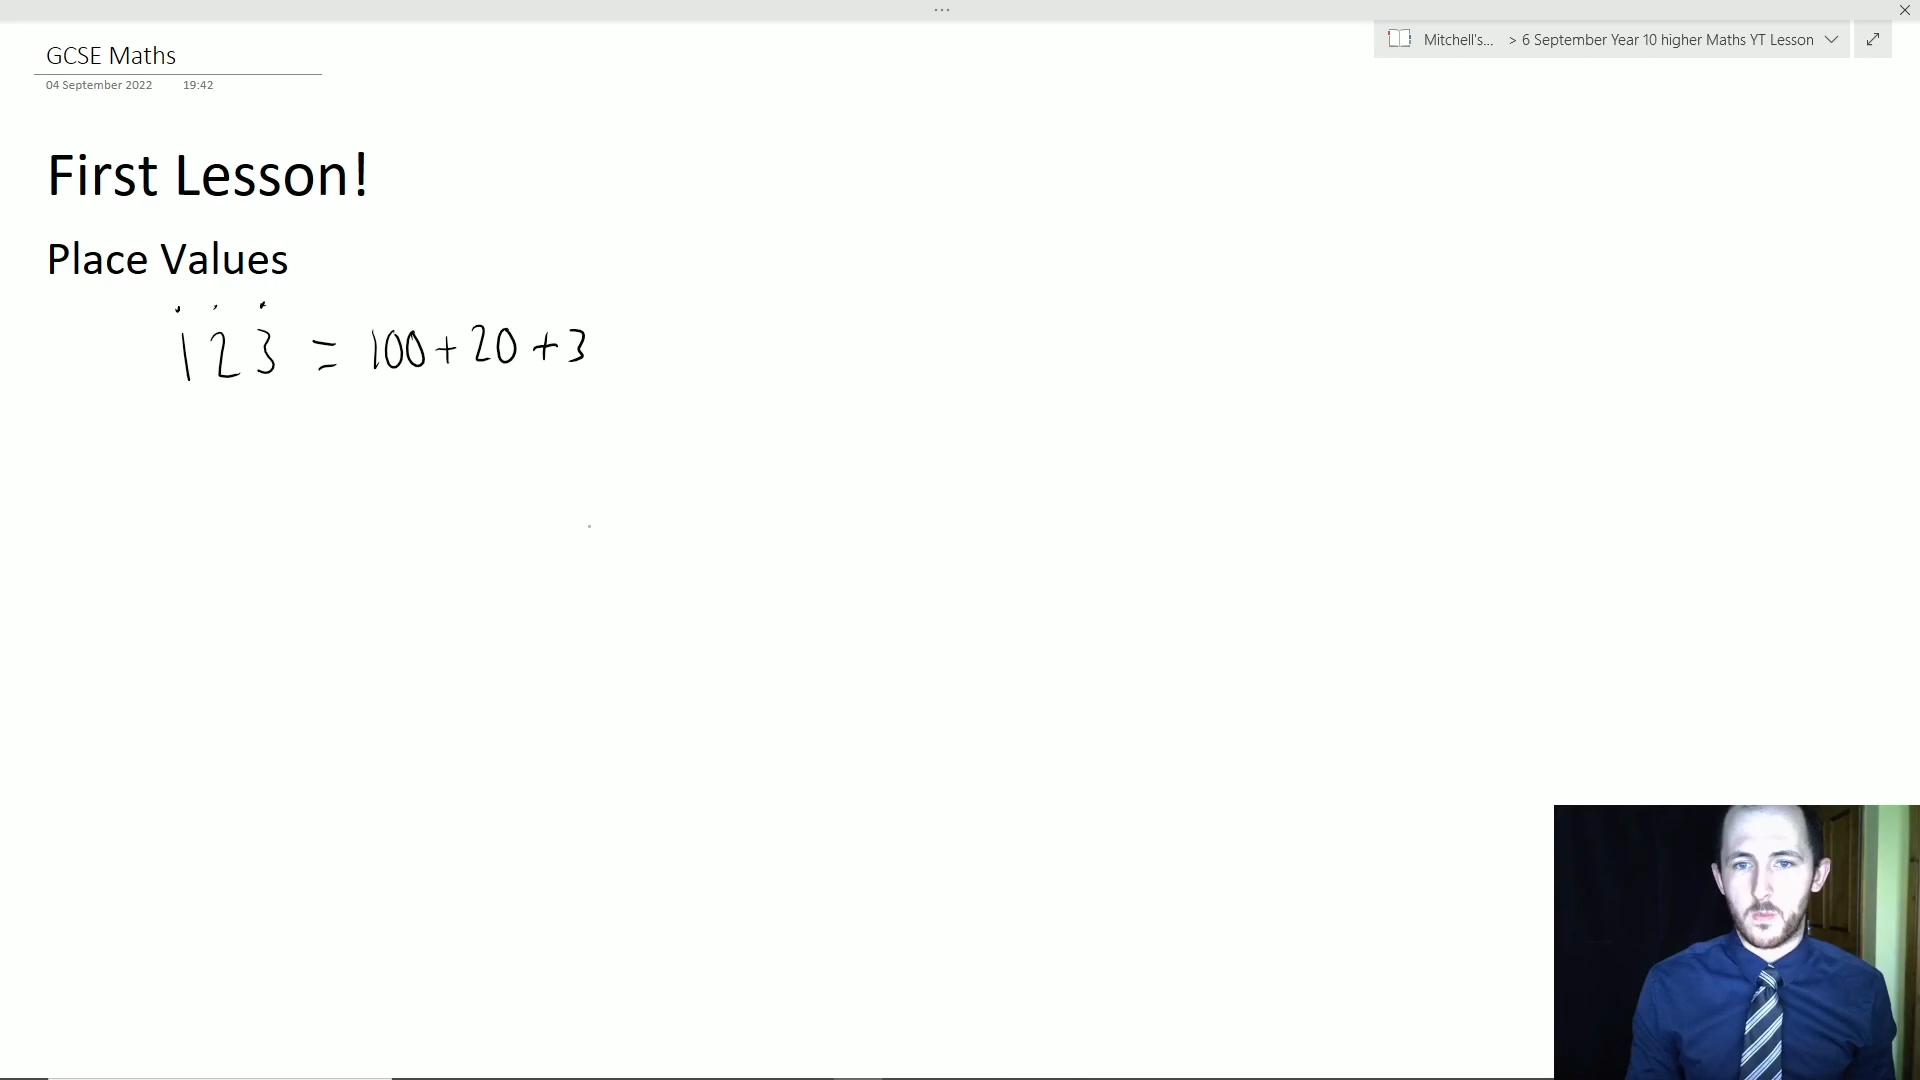 GCSE Maths
04 September 2022 19:42
Mitchell's... > 6 September Year 10 higher Maths YT Lesson
First Lesson!
Place Values
123 = 100 + 20 + 3